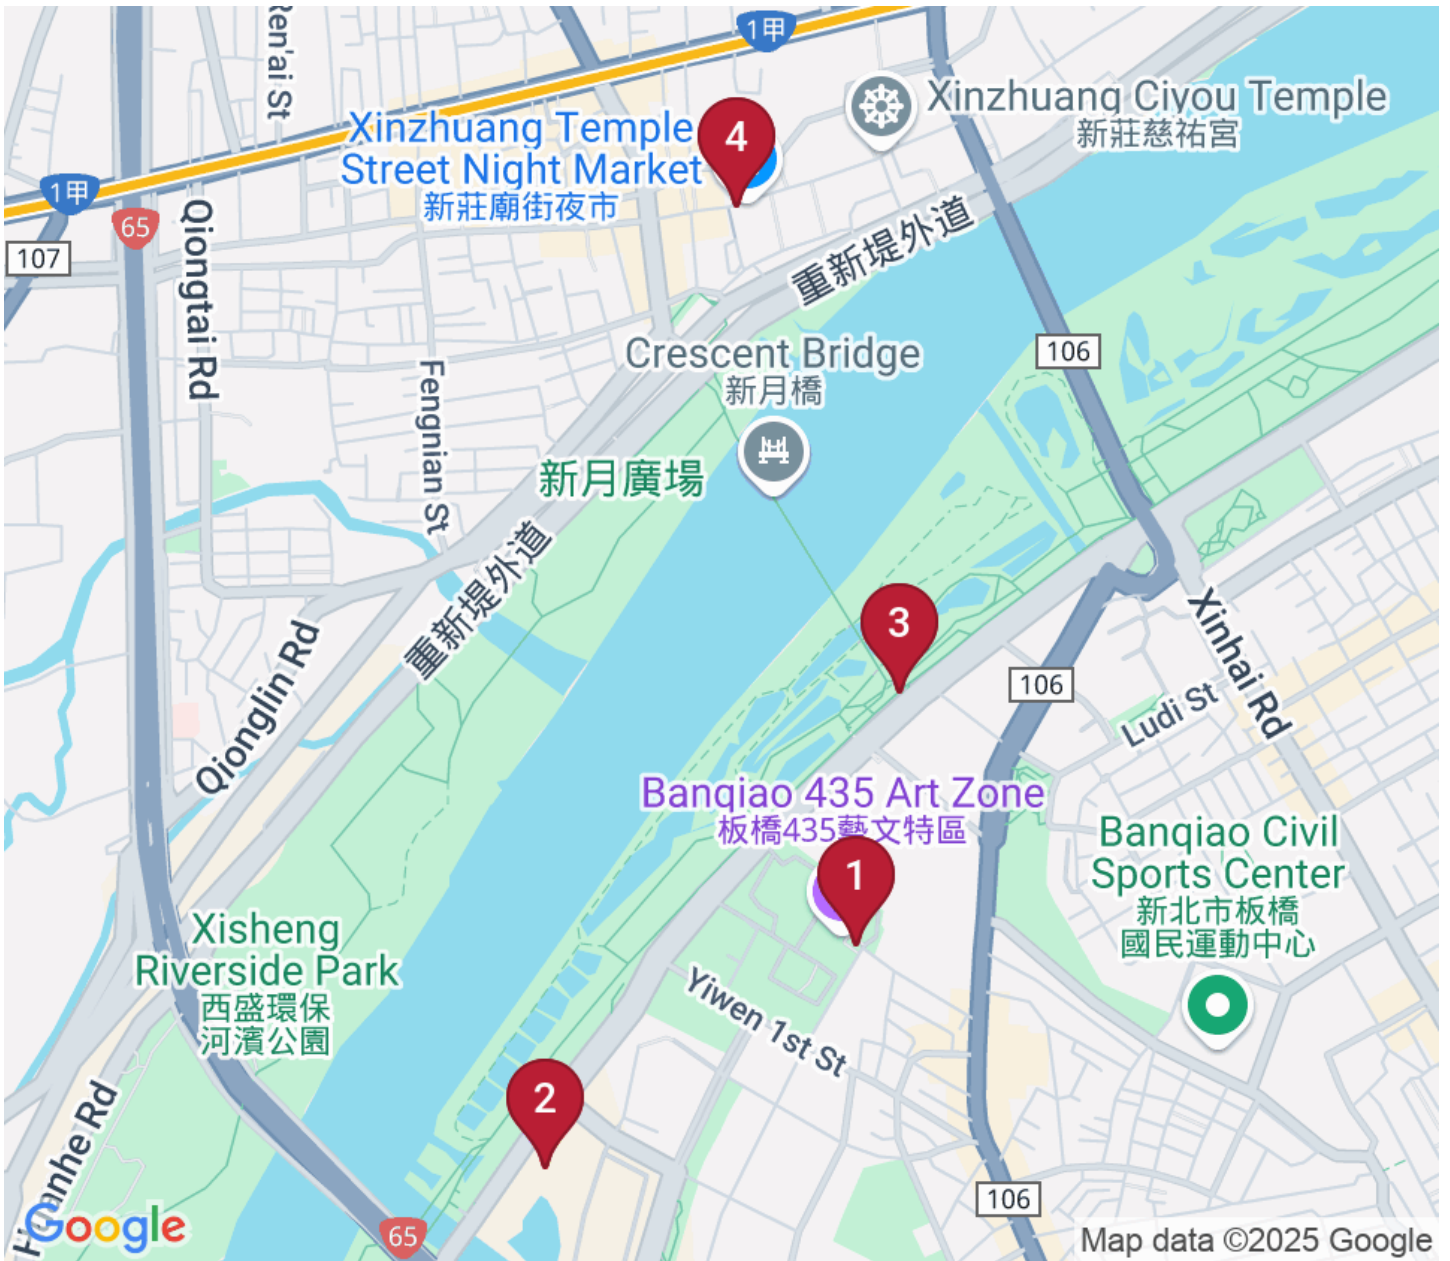 1甲
Ren'ai St
Xinzhuang Ciyou Temple
新莊慈祐宮
Xinzhuang Temple
Street Night Market
新莊廟街夜市
4
1甲
65
107
Qiongtai Rd
重新堤外道
106
Crescent Bridge
新月橋
Fengnian St
新月廣場
重新堤外道
3
Xinhai Rd
106
Ludi St
Qionglin Rd
Banqiao 435 Art Zone
板橋435藝文特區
1
Banqiao Civil
Sports Center
新北市板橋
國民運動中心
Xisheng
Riverside Park
西盛環保
河濱公園
Yiwen 1st St
2
Huanhe Rd
106
65
Google
Map data ©2025 Google